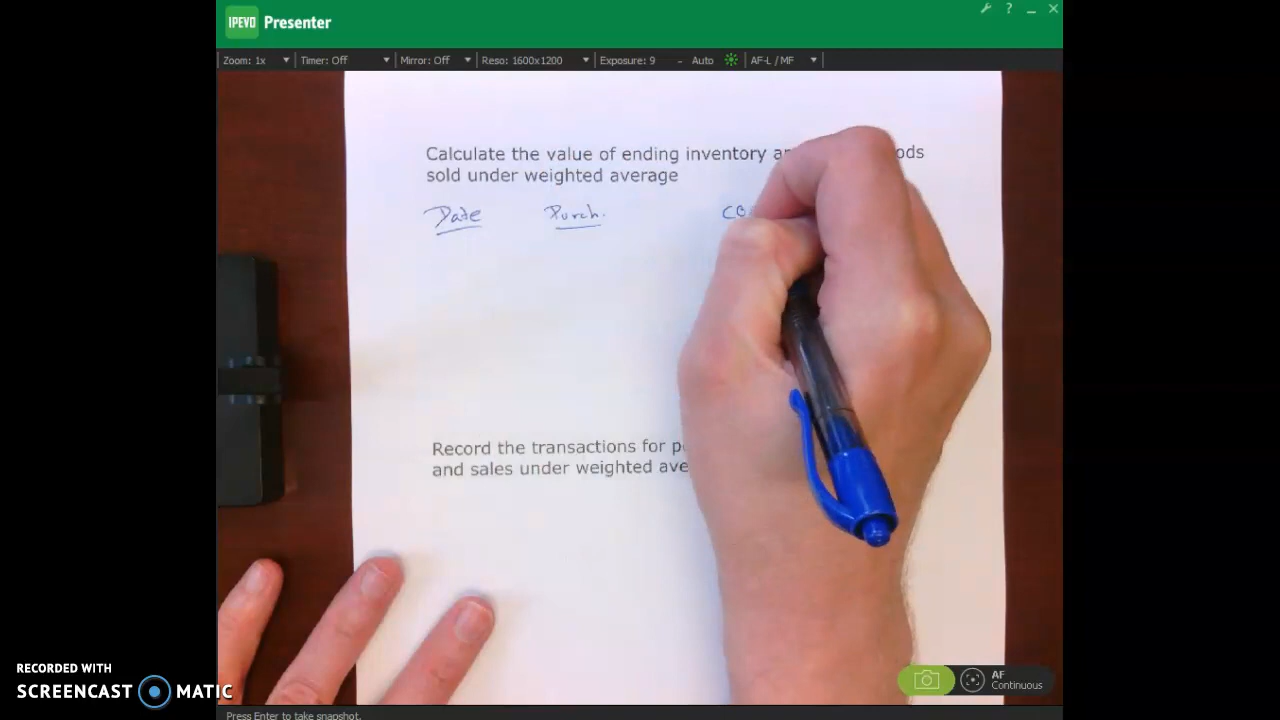 IPEVO Presenter
Zoom: 1x Timer: Off Mirror: Off Reso: 1600x1200 Exposure: 9 - Auto AF-L / MF
Calculate the value of ending inventory
sold under weighted average
Date Purch.
Record the transactions for
and sales under weighted
AF
Continuous
RECORDED WITH
SCREENCAST MATIC
Press Enter to take snapshot.